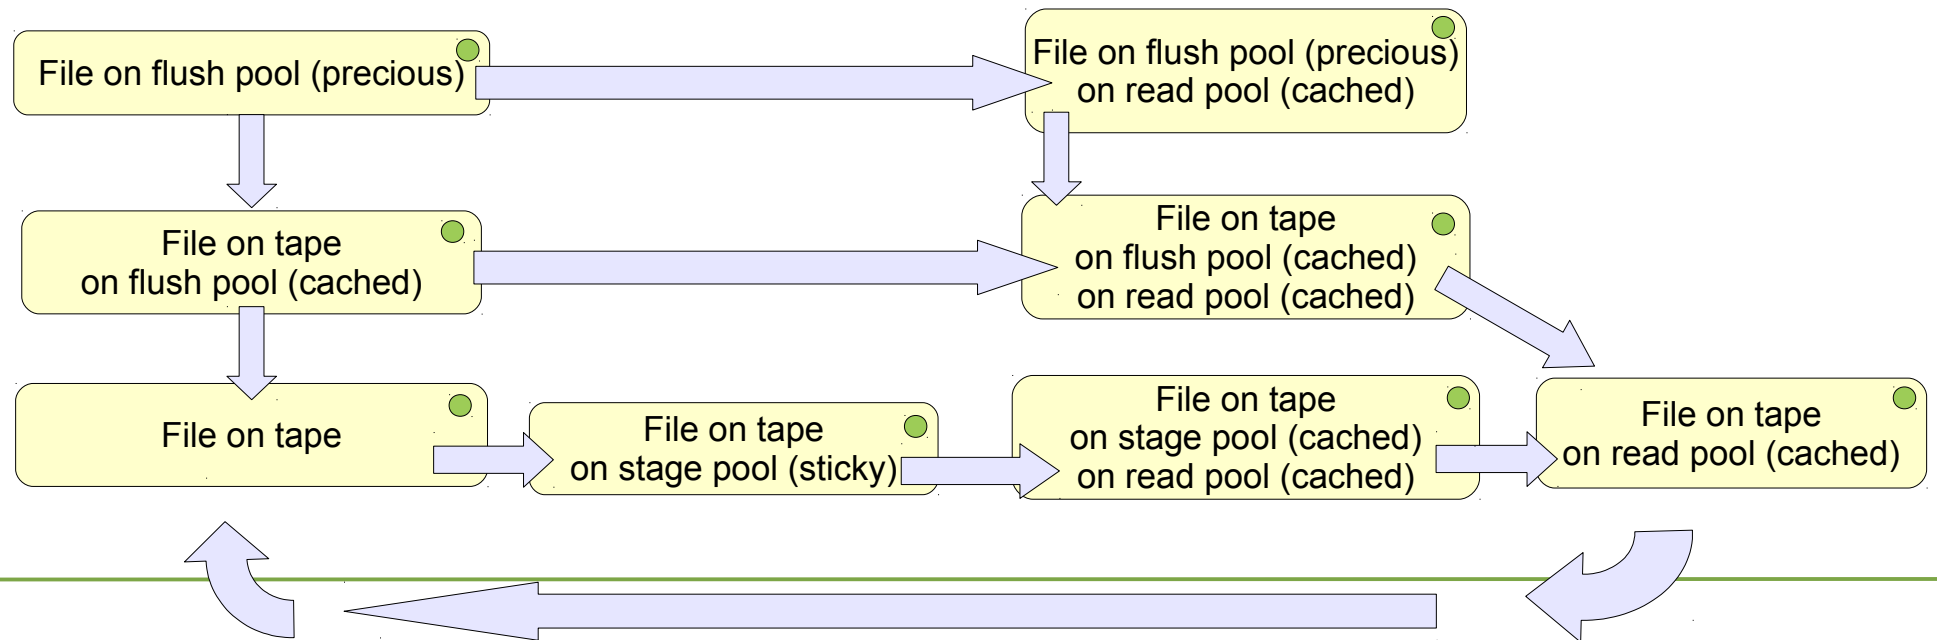 File on flush pool (precious)
File on flush pool (precious)
on read pool (cached)
File on tape
on flush pool (cached)
File on tape
on flush pool (cached)
on read pool (cached)
File on tape
File on tape
on stage pool (sticky)
File on tape
on stage pool (cached)
on read pool (cached)
File on tape
on read pool (cached)